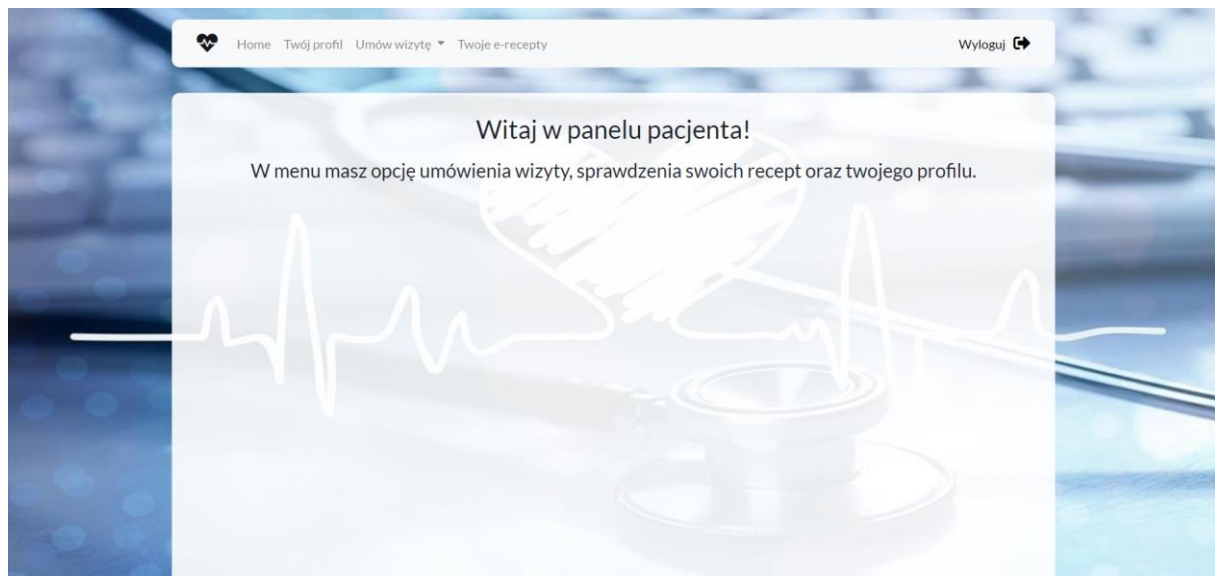 Home Twój profil Umów wizytę Twoje e-recepty Wyloguj
Witaj w panelu pacjenta!
W menu masz opcję umówienia wizyty, sprawdzenia swoich recept oraz twojego profilu.